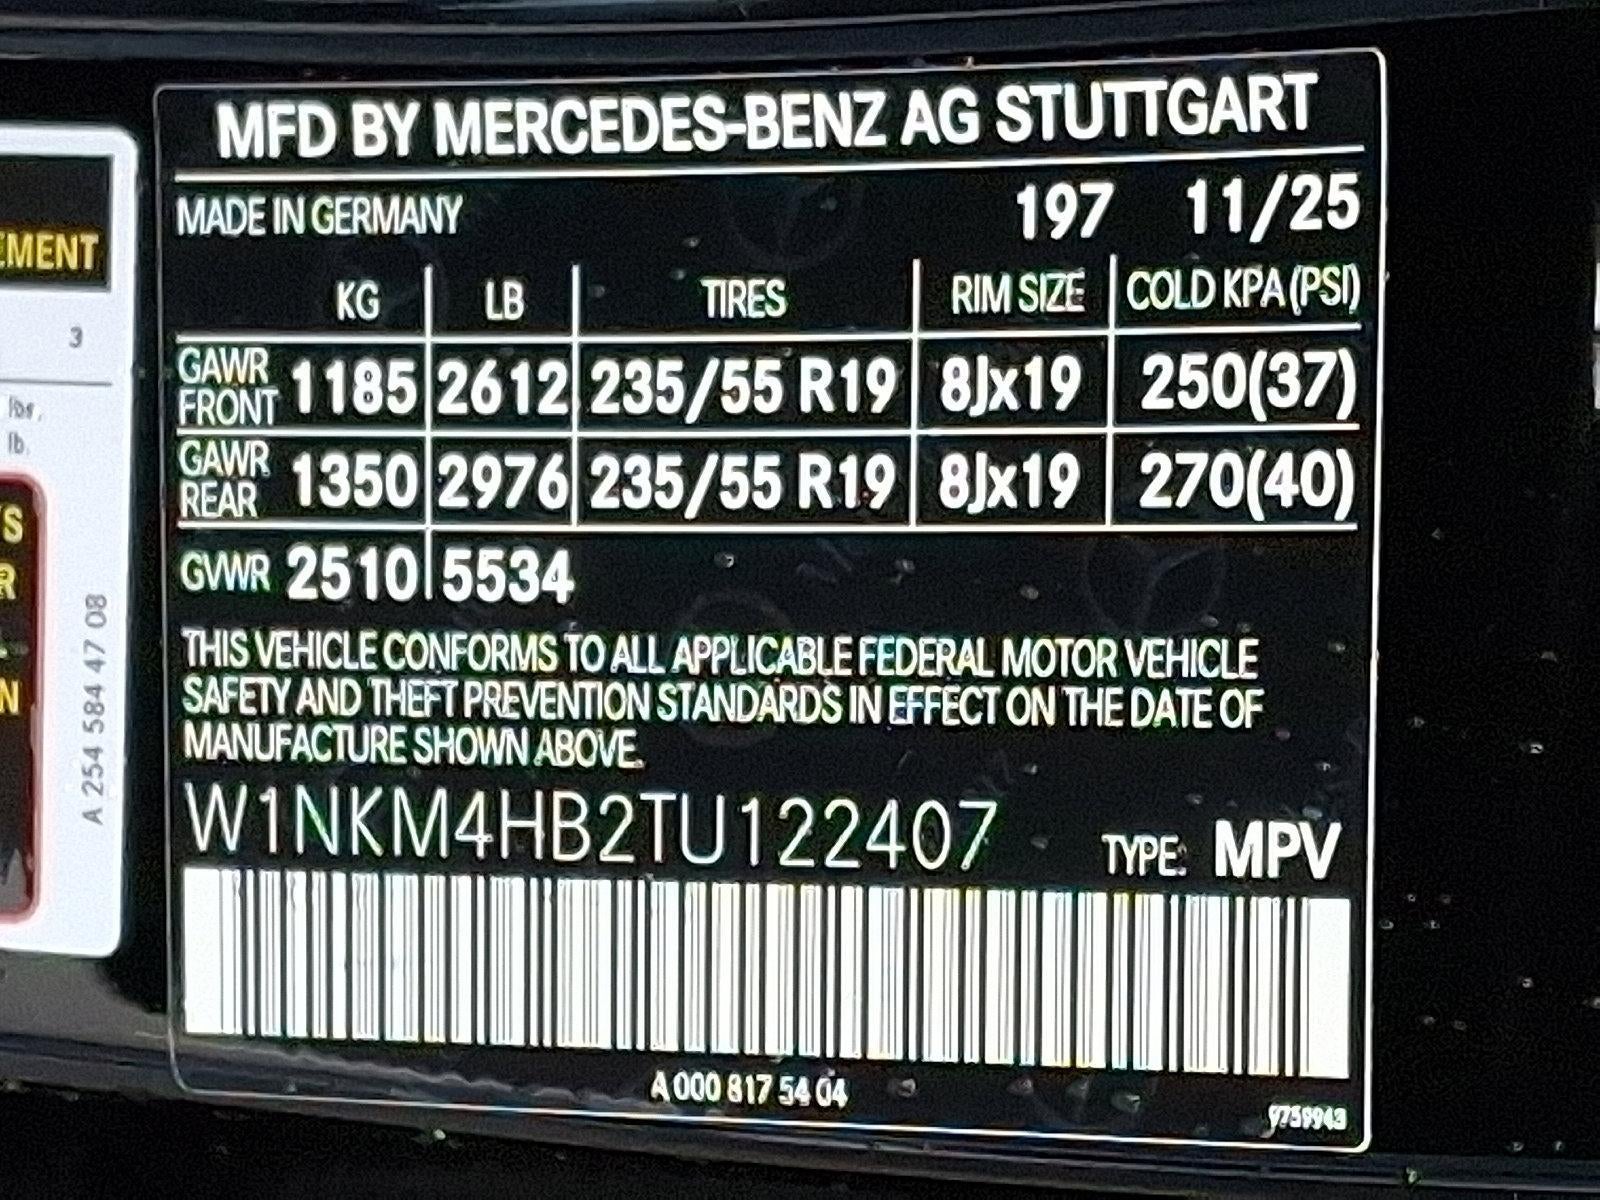 MFD BY MERCEDES-BENZ AG STUTTGART
MADE IN GERMANY 197 11/25
KG LB TIRES RIM SIZE COLD KPA (PSI)
GAWR FRONT 1185 2612 235/55 R19 8Jx19 250(37)
GAWR REAR 1350 2976 235/55 R19 8Jx19 270(40)
GVWR 2510 5534
THIS VEHICLE CONFORMS TO ALL APPLICABLE FEDERAL MOTOR VEHICLE
SAFETY AND THEFT PREVENTION STANDARDS IN EFFECT ON THE DATE OF
MANUFACTURE SHOWN ABOVE.
W1NKM4HB2TU122407 TYPE: MPV
A 000 817 54 04
9759943
EMENT
3
lbs,
lb.
S
R
N
A 254 584 47 08